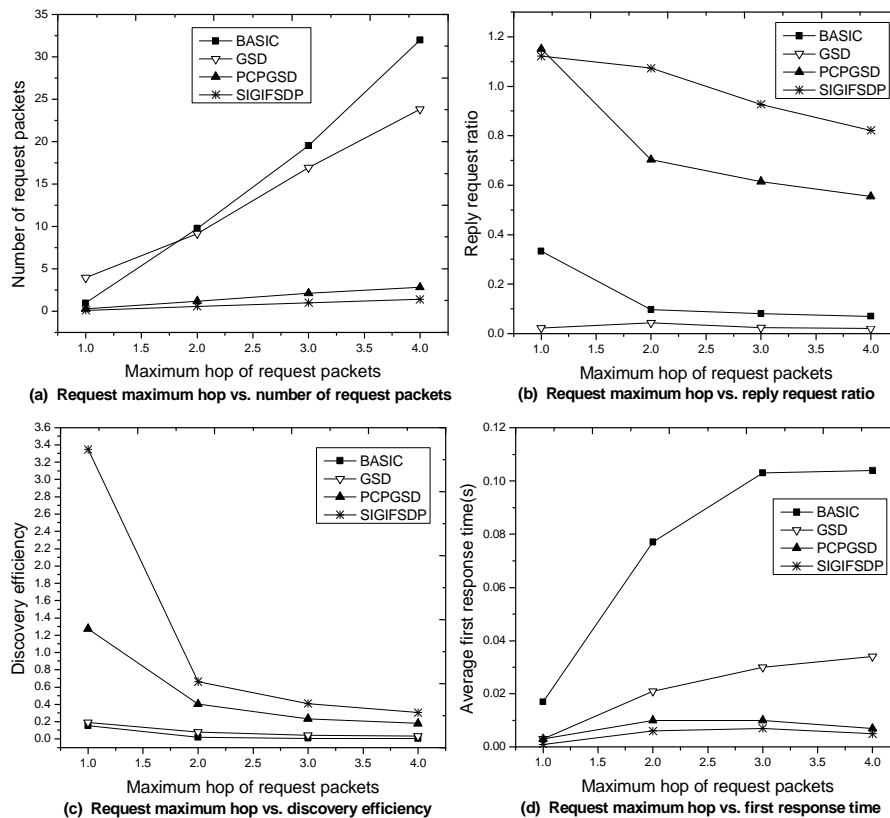 35
30
25
20
15
10
5
0
1.0 1.5 2.0 2.5 3.0 3.5 4.0
Number of request packets
Maximum hop of request packets
BASIC
GSD
PCPGSD
SIGIFSDP
(a) Request maximum hop vs. number of request packets
1.2
1.0
0.8
0.6
0.4
0.2
0.0
1.0 1.5 2.0 2.5 3.0 3.5 4.0
Reply request ratio
Maximum hop of request packets
BASIC
GSD
PCPGSD
SIGIFSDP
(b) Request maximum hop vs. reply request ratio
3.6
3.4
3.2
3.0
2.8
2.6
2.4
2.2
2.0
1.8
1.6
1.4
1.2
1.0
0.8
0.6
0.4
0.2
0.0
1.0 1.5 2.0 2.5 3.0 3.5 4.0
Discovery efficiency
Maximum hop of request packets
BASIC
GSD
PCPGSD
SIGIFSDP
(c) Request maximum hop vs. discovery efficiency
0.10
0.08
0.06
0.04
0.02
0.00
1.0 1.5 2.0 2.5 3.0 3.5 4.0
Average first response time(s)
Maximum hop of request packets
BASIC
GSD
PCPGSD
SIGIFSDP
(d) Request maximum hop vs. first response time